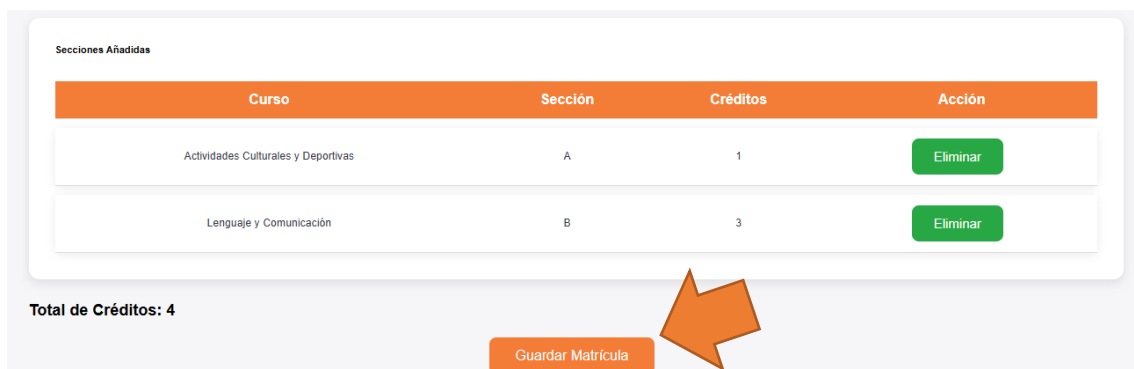 Secciones Añadidas
Curso Sección Créditos Acción
Actividades Culturales y Deportivas A 1 Eliminar
Lenguaje y Comunicación B 3 Eliminar
Total de Créditos: 4
Guardar Matrícula